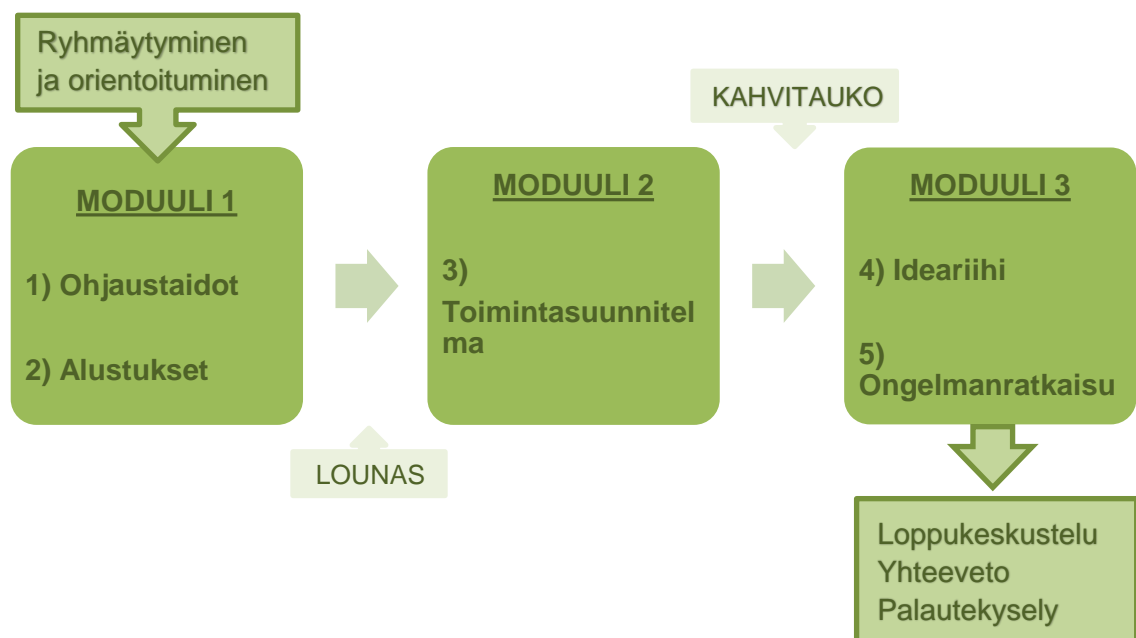 Ryhmäytyminen
ja orientoituminen
MODUULI 1
1) Ohjaustaidot
2) Alustukset
LOUNAS
MODUULI 2
3)
Toimintasuunnitel
ma
KAHVITAUKO
MODUULI 3
4) Ideariihi
5)
Ongelmanratkaisu
Loppukeskustelu
Yhteeveto
Palautekysely